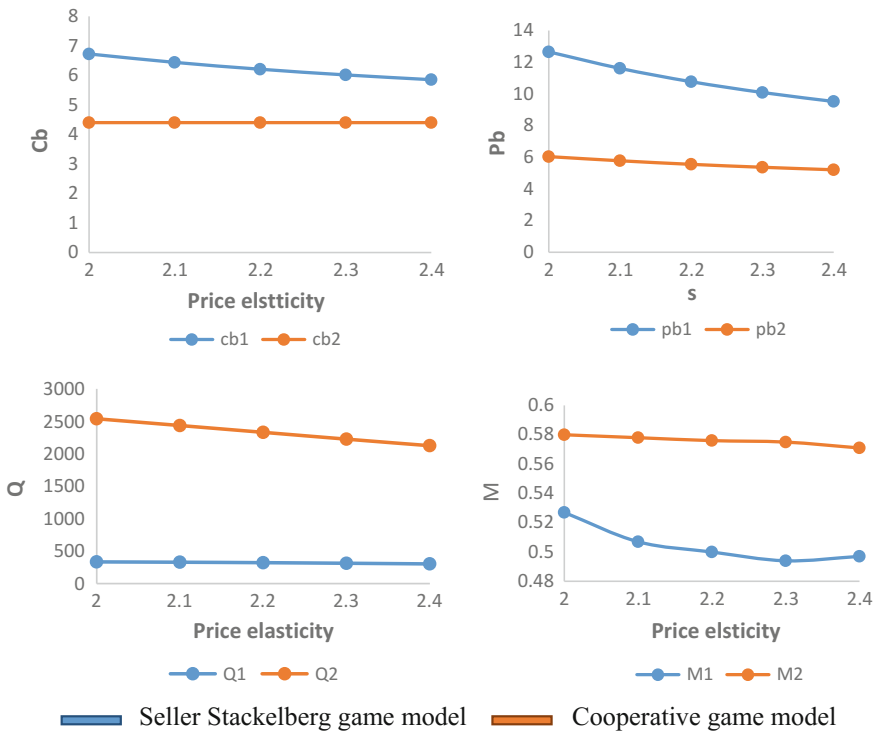 8
7
6
5
4
3
2
1
0
Cb
2 2.1 2.2 2.3 2.4
Price elstticity
cb1 cb2
14
12
10
8
6
4
2
0
Pb
2 2.1 2.2 2.3 2.4
s
pb1 pb2
3000
2500
2000
1500
1000
500
0
Q
2 2.1 2.2 2.3 2.4
Price elasticity
Q1 Q2
0.6
0.58
0.56
0.54
0.52
0.5
0.48
M
2 2.1 2.2 2.3 2.4
Price elsticity
M1 M2
Seller Stackelberg game model Cooperative game model